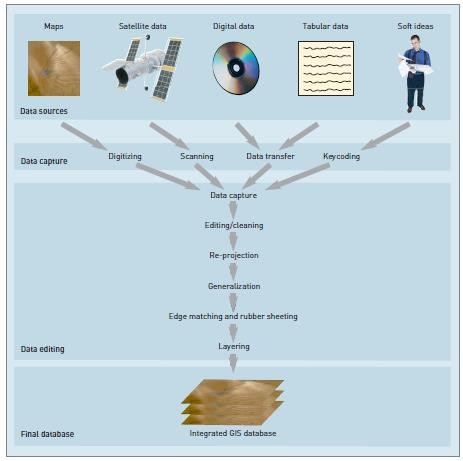 Maps
Satellite data
Digital data
Tabular data
Soft ideas
Data sources
Data capture
Digitizing
Scanning
Data transfer
Keycoding
Data capture
Editing/cleaning
Re-projection
Generalization
Edge matching and rubber sheeting
Layering
Data editing
Final database
Integrated GIS database